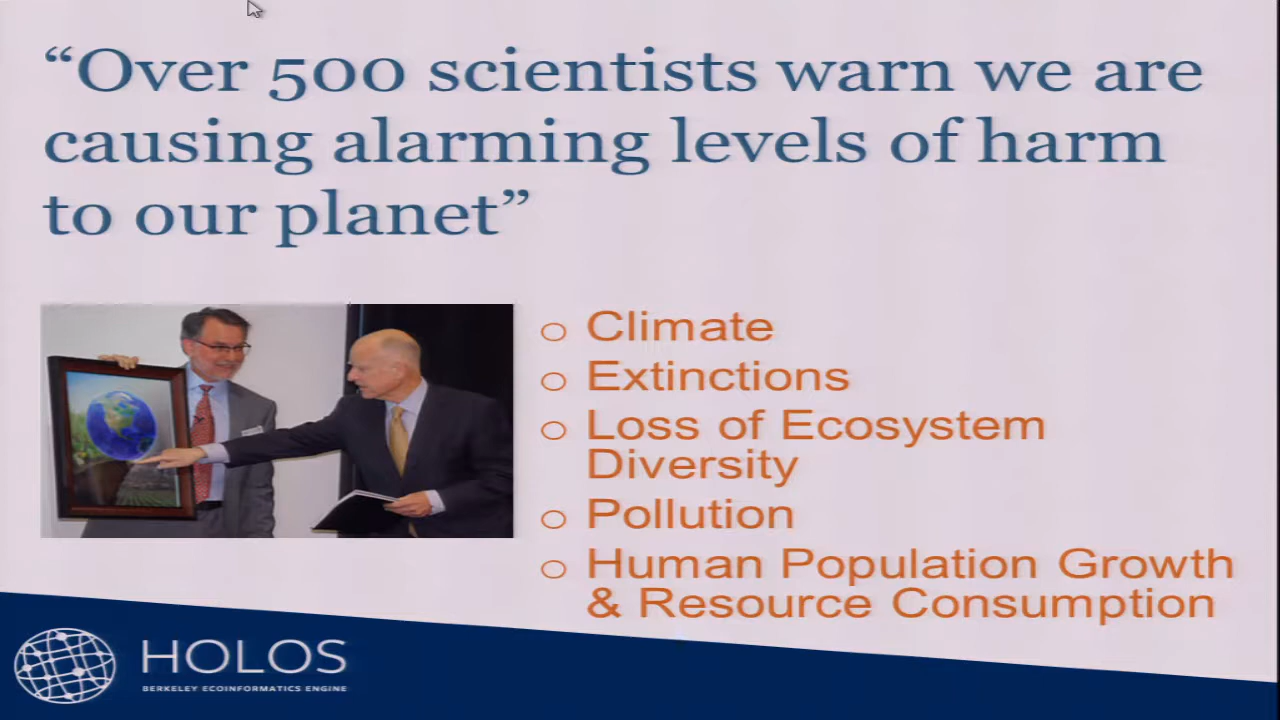 “Over 500 scientists warn we are
causing alarming levels of harm
to our planet”
Climate
Extinctions
Loss of Ecosystem
Diversity
Pollution
Human Population Growth
& Resource Consumption
HOLOS
BERKELEY ECOINFORMATICS ENGINE